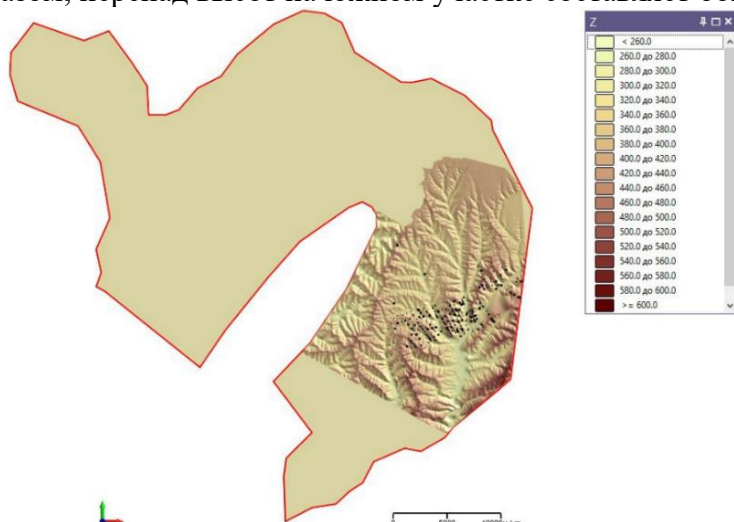 перепад высот на южном участке составляет
Z
< 260.0
260.0 до 280.0
280.0 до 300.0
300.0 до 320.0
320.0 до 340.0
340.0 до 360.0
360.0 до 380.0
380.0 до 400.0
400.0 до 420.0
420.0 до 440.0
440.0 до 460.0
460.0 до 480.0
480.0 до 500.0
500.0 до 520.0
520.0 до 540.0
540.0 до 560.0
560.0 до 580.0
580.0 до 600.0
>= 600.0